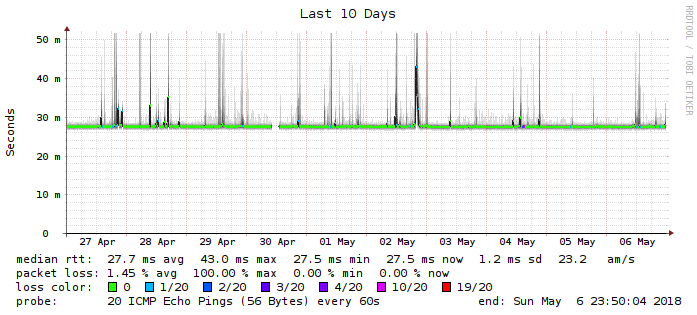 Last 10 Days
RRDTOOL / TOBI OETIKER
Seconds
50 m
40 m
30 m
20 m
10 m
0
27 Apr 28 Apr 29 Apr 30 Apr 01 May 02 May 03 May 04 May 05 May 06 May
median rtt: 27.7 ms avg 43.0 ms max 27.5 ms min 27.5 ms now 1.2 ms sd 23.2 am/s
packet loss: 1.45 % avg 100.00 % max 0.00 % min 0.00 % now
loss color: 0 1/20 2/20 3/20 4/20 10/20 19/20
probe: 20 ICMP Echo Pings (56 Bytes) every 60s end: Sun May 6 23:50:04 2018